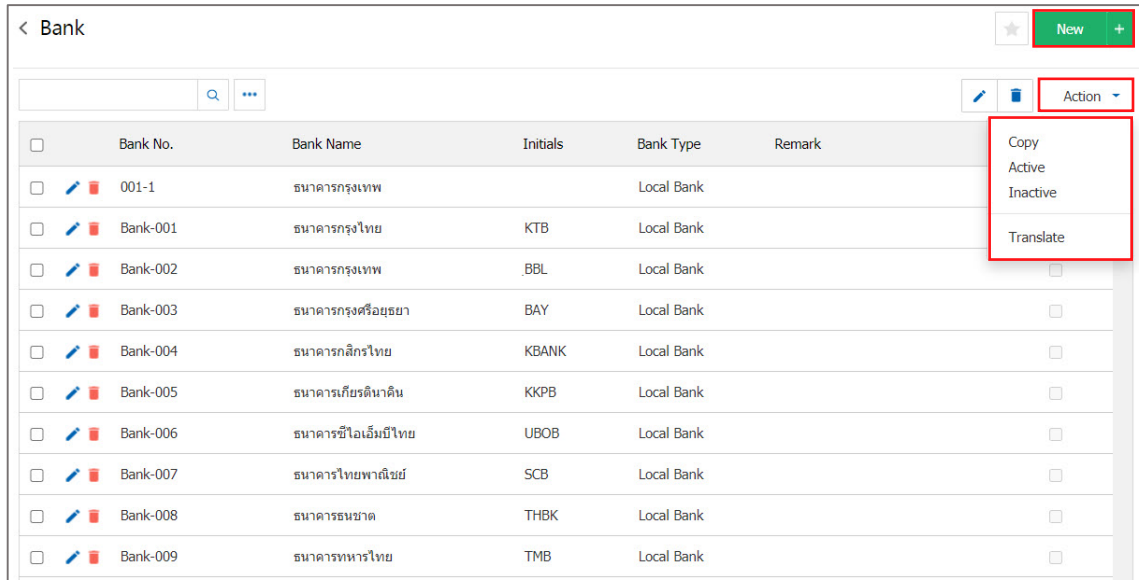 Bank
New +
Action
Bank No. Bank Name Initials Bank Type Remark
Copy
Active
Inactive
Translate
001-1 ธนาคารกรุงเทพ Local Bank
Bank-001 ธนาคารกรุงไทย KTB Local Bank
Bank-002 ธนาคารกรุงเทพ .BBL Local Bank
Bank-003 ธนาคารกรุงศรีอยุธยา BAY Local Bank
Bank-004 ธนาคารกสิกรไทย KBANK Local Bank
Bank-005 ธนาคารเกียรตินาคิน KKPB Local Bank
Bank-006 ธนาคารซีไอเอ็มบีไทย UBOB Local Bank
Bank-007 ธนาคารไทยพาณิชย์ SCB Local Bank
Bank-008 ธนาคารธนชาต THBK Local Bank
Bank-009 ธนาคารทหารไทย TMB Local Bank